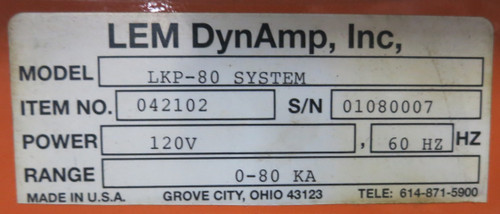 LEM DynAmp, Inc,
MODEL LKP-80 SYSTEM
ITEM NO. 042102 S/N 01080007
POWER 120V , 60 HZ HZ
RANGE 0-80 KA
MADE IN U.S.A. GROVE CITY, OHIO 43123 TELE: 614-871-5900